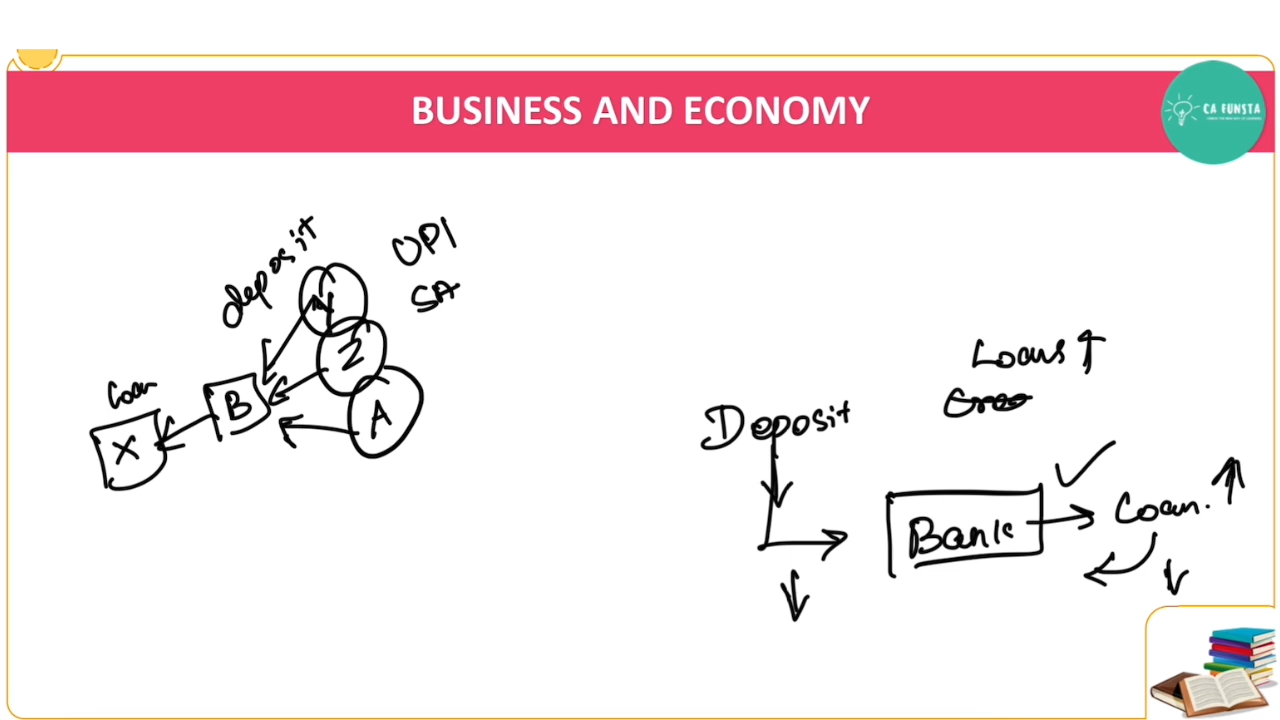 BUSINESS AND ECONOMY
CA FUNSTA
deposit
UPI
SA
Y
Z
A
Loan
B
X
Loans ↑
Deposit
Bank
Loan. ↑